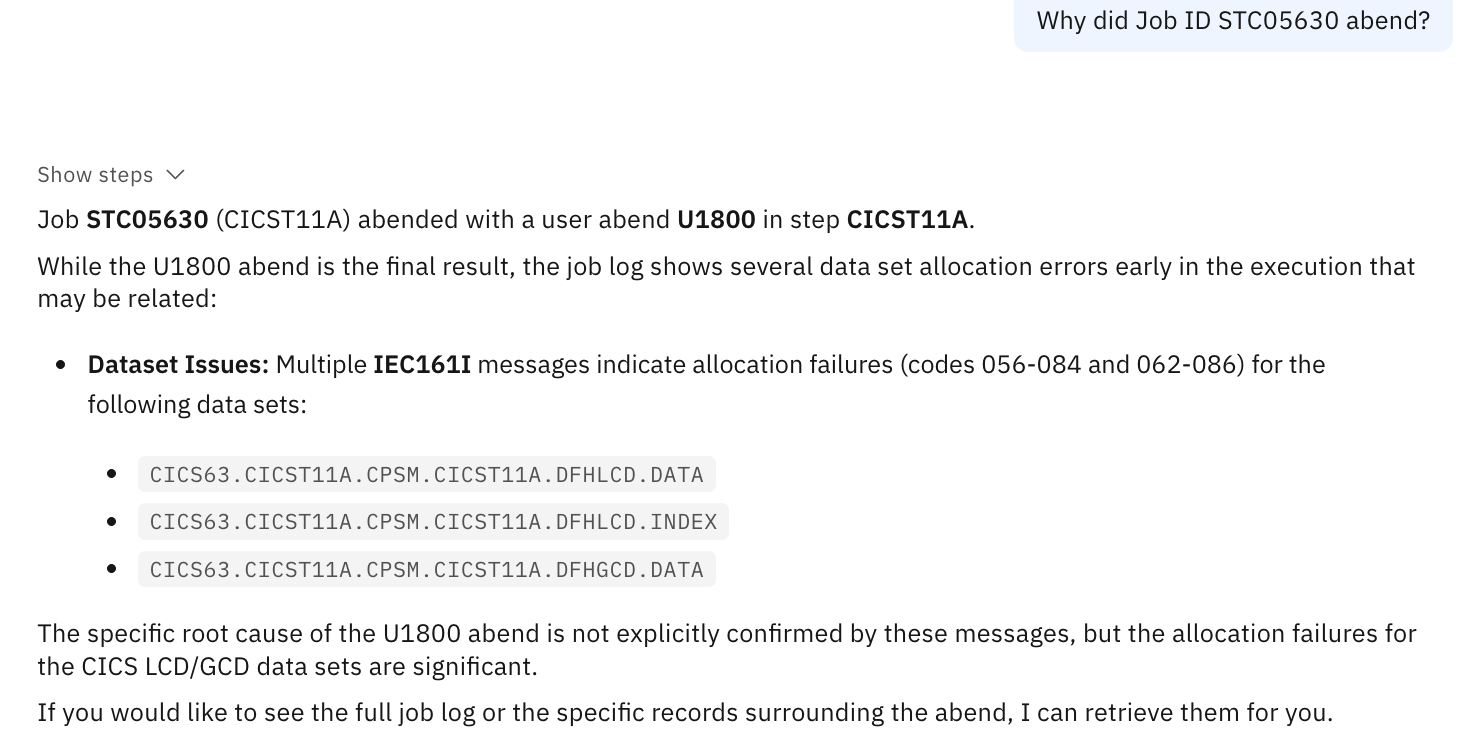 Why did Job ID STC05630 abend?
Show steps
Job STC05630 (CICST11A) abended with a user abend U1800 in step CICST11A.
While the U1800 abend is the final result, the job log shows several data set allocation errors early in the execution that
may be related:
Dataset Issues: Multiple IEC161I messages indicate allocation failures (codes 056-084 and 062-086) for the
following data sets:
CICS63.CICST11A.CPSM.CICST11A.DFHLCD.DATA
CICS63.CICST11A.CPSM.CICST11A.DFHLCD.INDEX
CICS63.CICST11A.CPSM.CICST11A.DFHGCD.DATA
The specific root cause of the U1800 abend is not explicitly confirmed by these messages, but the allocation failures for
the CICS LCD/GCD data sets are significant.
If you would like to see the full job log or the specific records surrounding the abend, I can retrieve them for you.